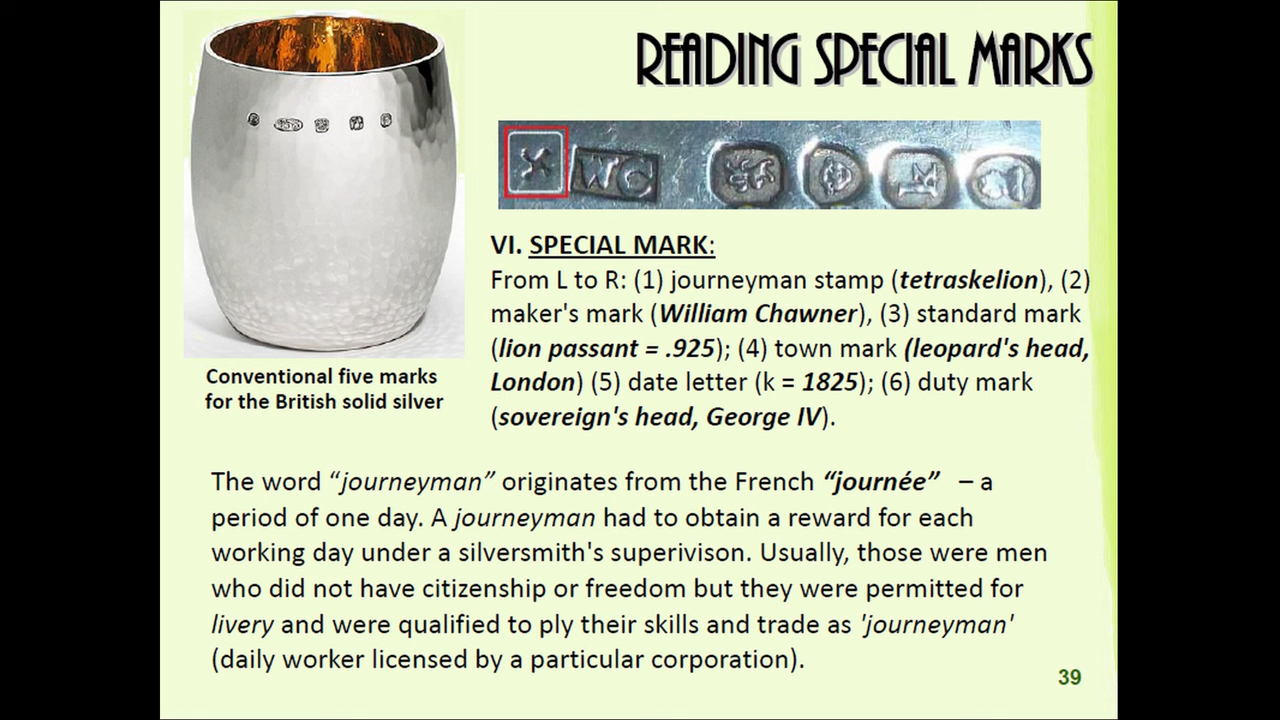 READING SPECIAL MARKS
WC
VI. SPECIAL MARK:
From L to R: (1) journeyman stamp (tetraskelion), (2)
maker's mark (William Chawner), (3) standard mark
(lion passant = .925); (4) town mark (leopard's head,
London) (5) date letter (k = 1825); (6) duty mark
(sovereign's head, George IV).
Conventional five marks
for the British solid silver
The word “journeyman” originates from the French “journée” – a
period of one day. A journeyman had to obtain a reward for each
working day under a silversmith's superivison. Usually, those were men
who did not have citizenship or freedom but they were permitted for
livery and were qualified to ply their skills and trade as 'journeyman'
(daily worker licensed by a particular corporation).
39